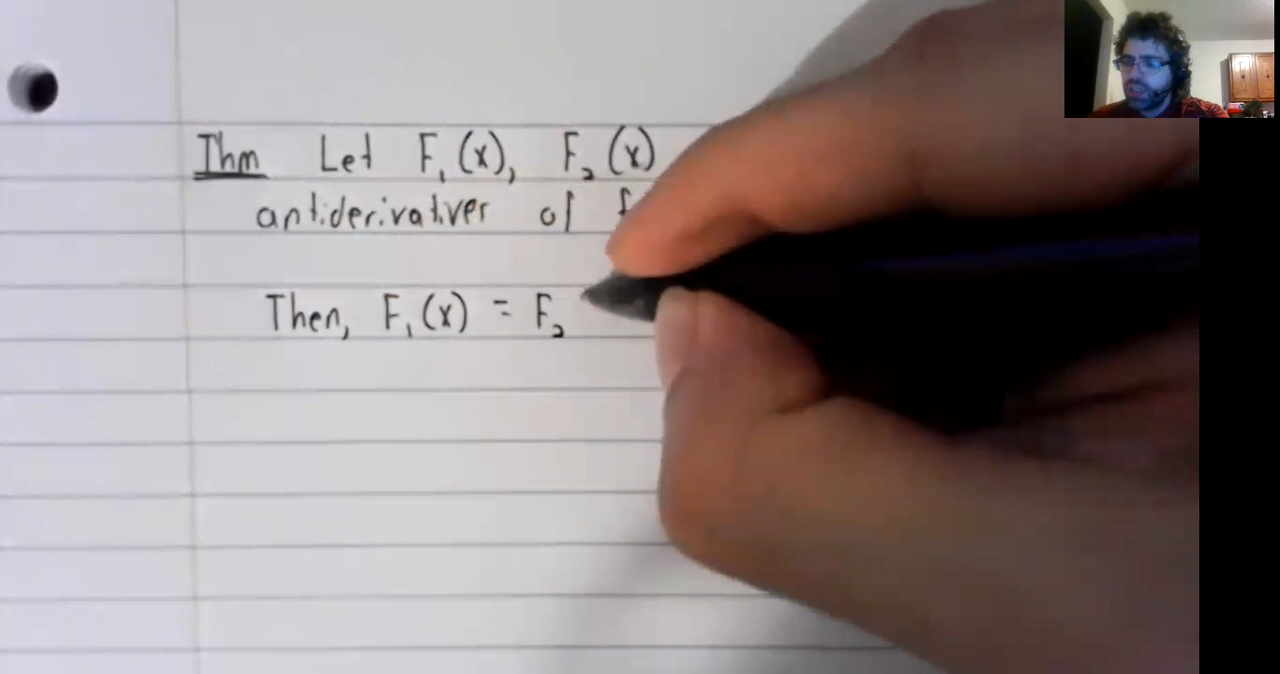 Thm Let F₁(x), F₂(x)
antiderivatives of f
Then, F₁(x) = F₂